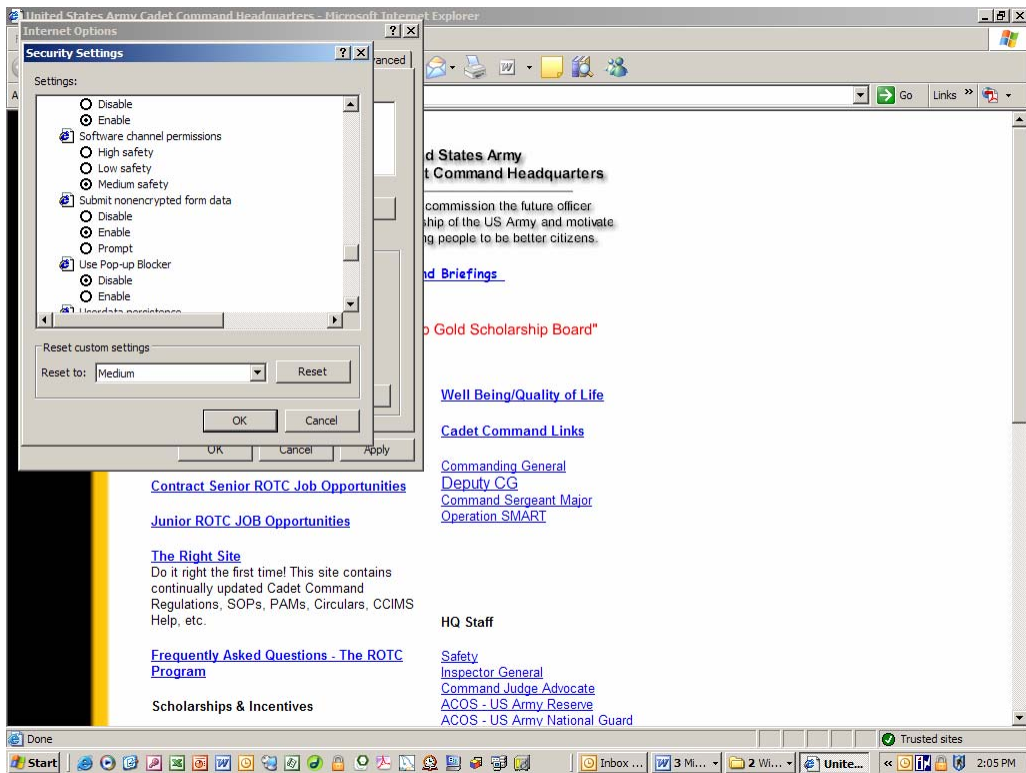 United States Army Cadet Command Headquarters - Microsoft Internet Explorer
Internet Options
Security Settings
anced
Settings:
Disable
Enable
Software channel permissions
High safety
Low safety
Medium safety
Submit nonencrypted form data
Disable
Enable
Prompt
Use Pop-up Blocker
Disable
Enable
Userdata persistence
Reset custom settings
Reset to: Medium Reset
OK Cancel
OK Cancel Apply
A
Go Links »
d States Army
t Command Headquarters
commission the future officer
ship of the US Army and motivate
ng people to be better citizens.
nd Briefings
o Gold Scholarship Board"
Well Being/Quality of Life
Cadet Command Links
Commanding General
Deputy CG
Command Sergeant Major
Operation SMART
Contract Senior ROTC Job Opportunities
Junior ROTC JOB Opportunities
The Right Site
Do it right the first time! This site contains
continually updated Cadet Command
Regulations, SOPs, PAMs, Circulars, CCIMS
Help, etc.
Frequently Asked Questions - The ROTC
Program
Scholarships & Incentives
HQ Staff
Safety
Inspector General
Command Judge Advocate
ACOS - US Army Reserve
ACOS - US Army National Guard
Done Trusted sites
Start Inbox ... 3 Mi... 2 Wi... Unite... « 2:05 PM